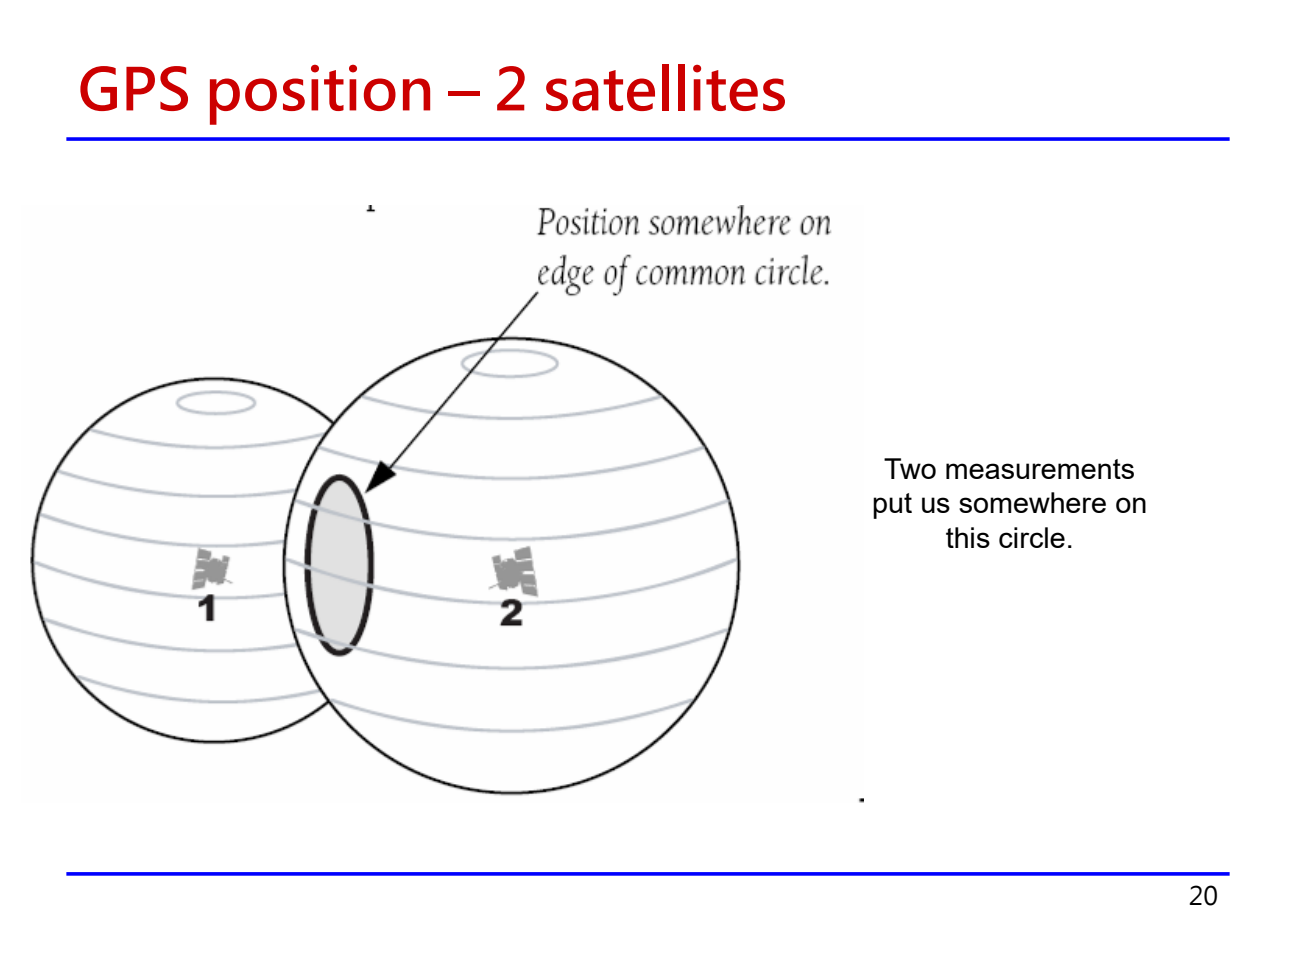 GPS position – 2 satellites
Position somewhere on
edge of common circle.
Two measurements
put us somewhere on
this circle.
1
2
20